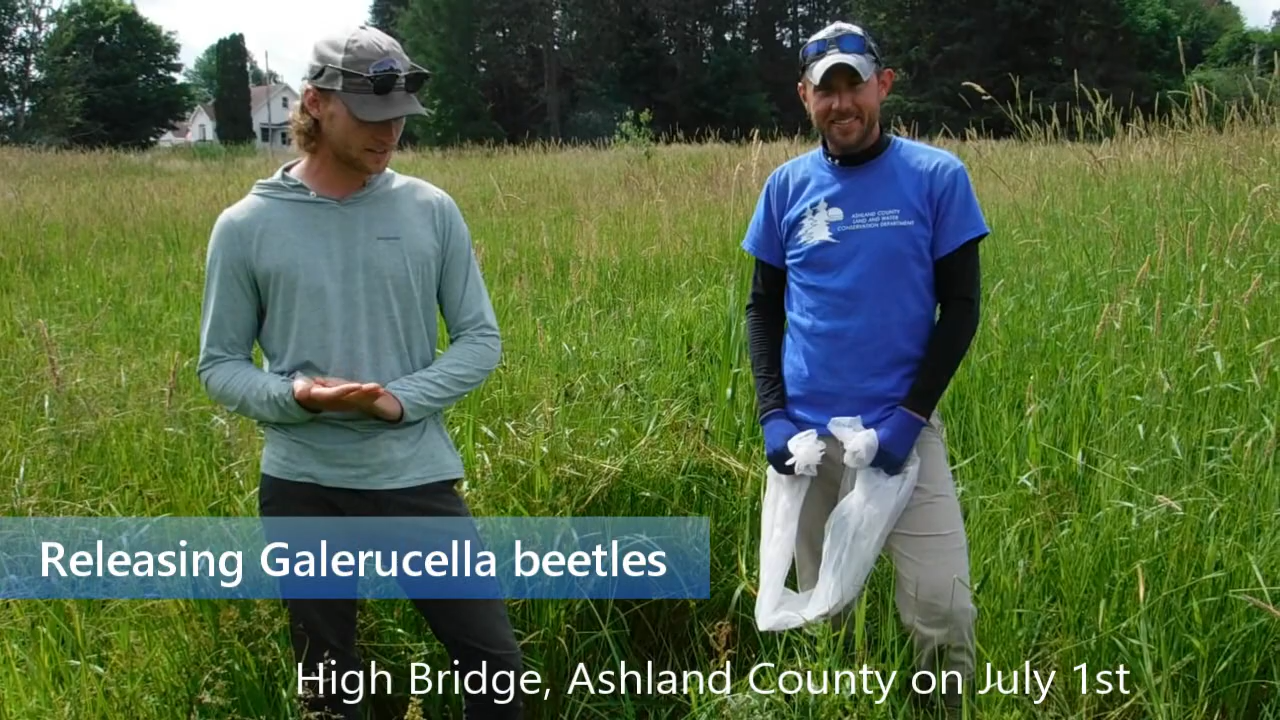 ASHLAND COUNTY
LAND AND WATER
CONSERVATION DEPARTMENT
Releasing Galerucella beetles
High Bridge, Ashland County on July 1st